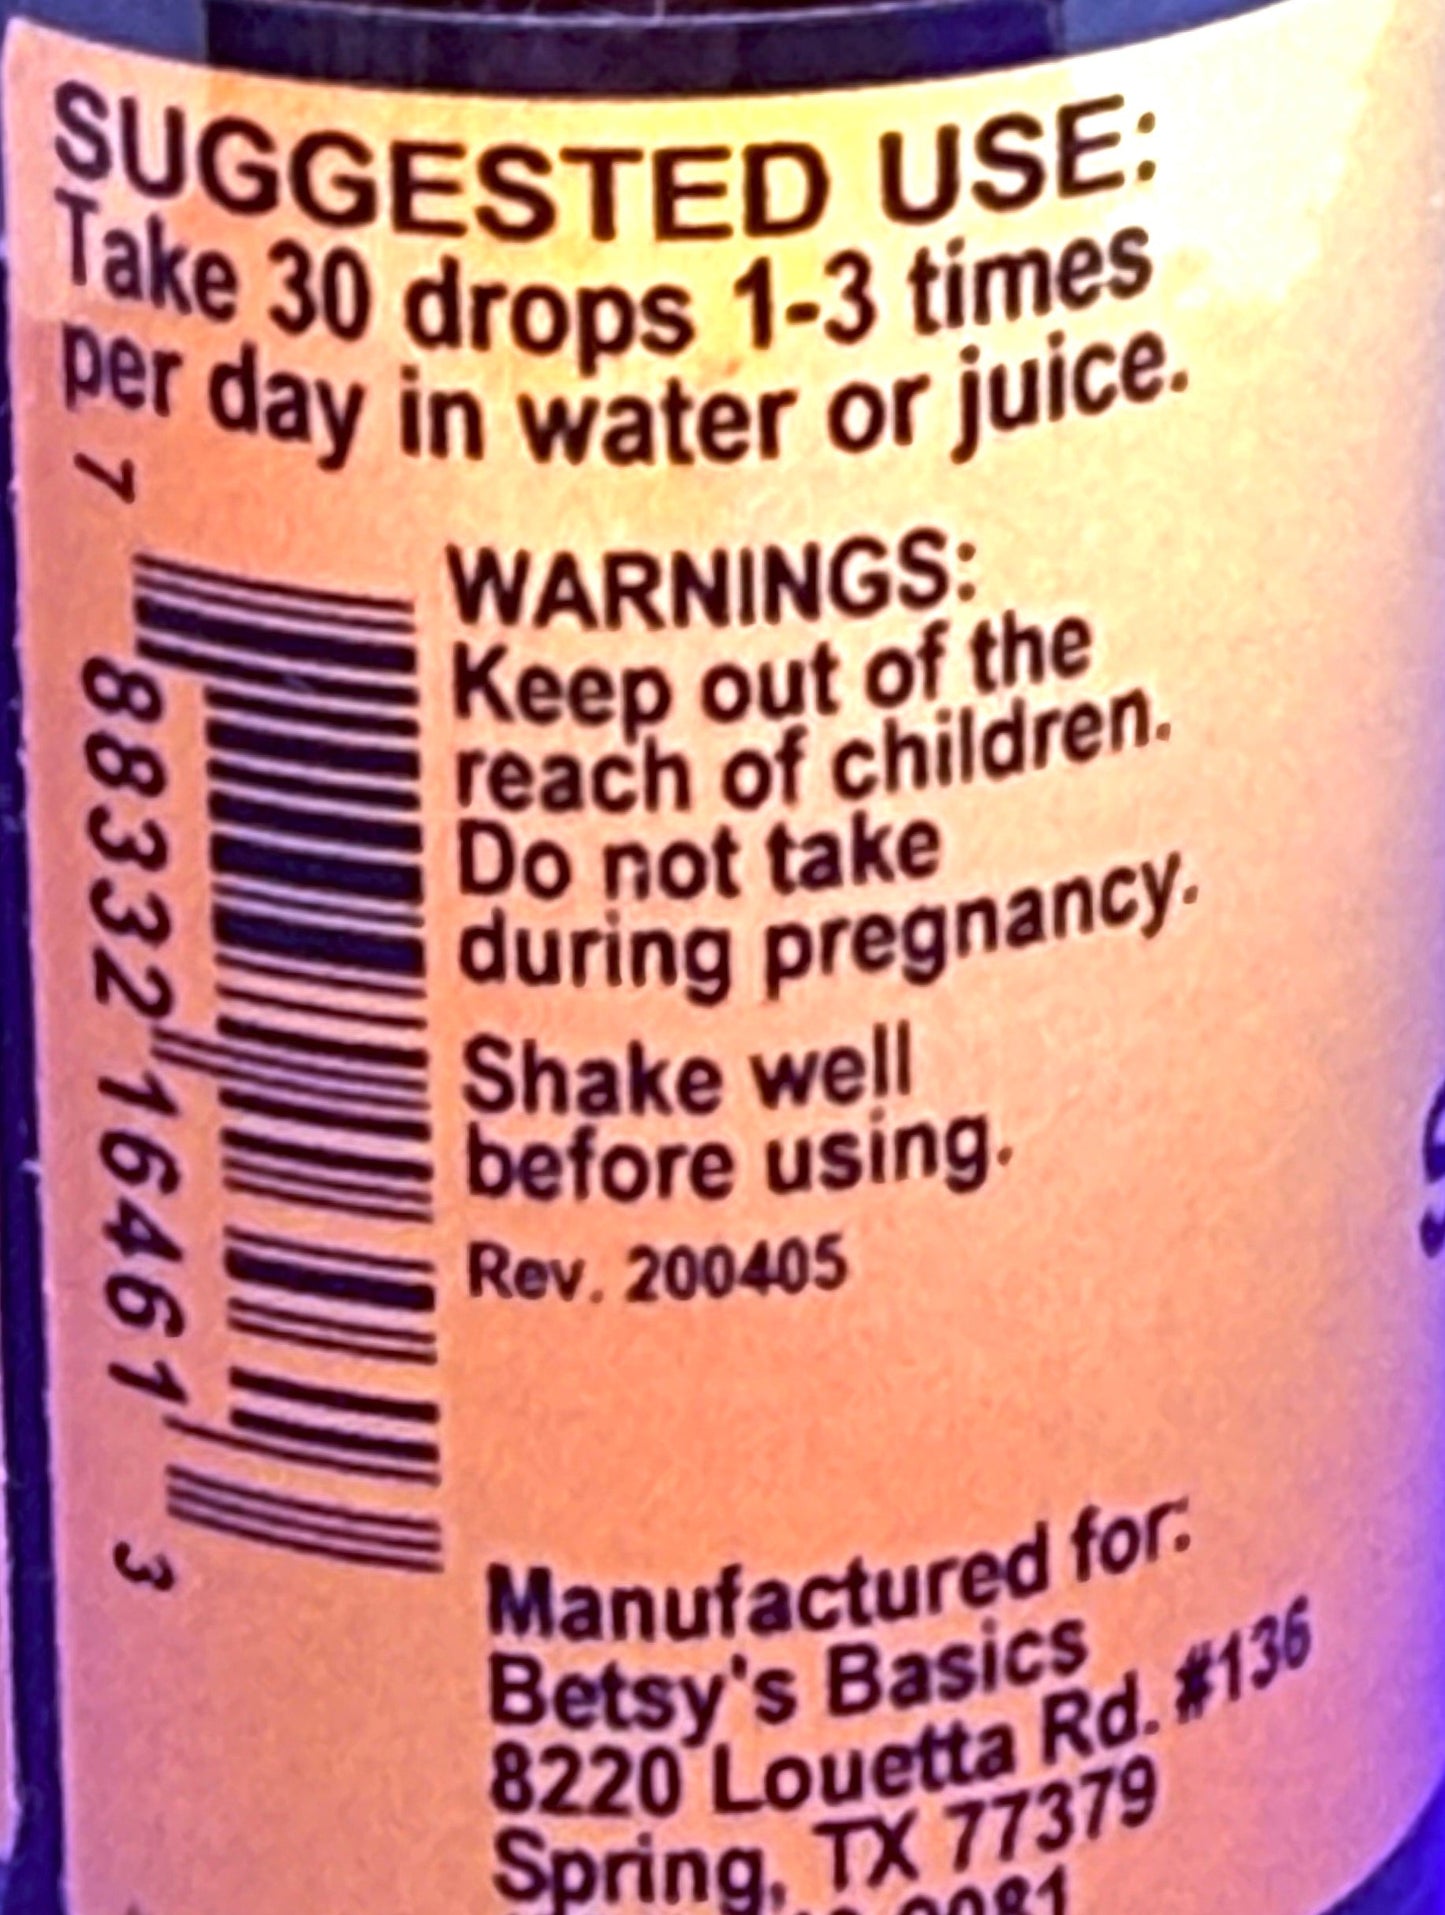 SUGGESTED USE:
Take 30 drops 1-3 times
per day in water or juice.
7 88332 16461 3
WARNINGS:
Keep out of the
reach of children.
Do not take
during pregnancy.
Shake well
before using.
Rev. 200405
Manufactured for:
Betsy's Basics
8220 Louetta Rd. #136
Spring, TX 77379